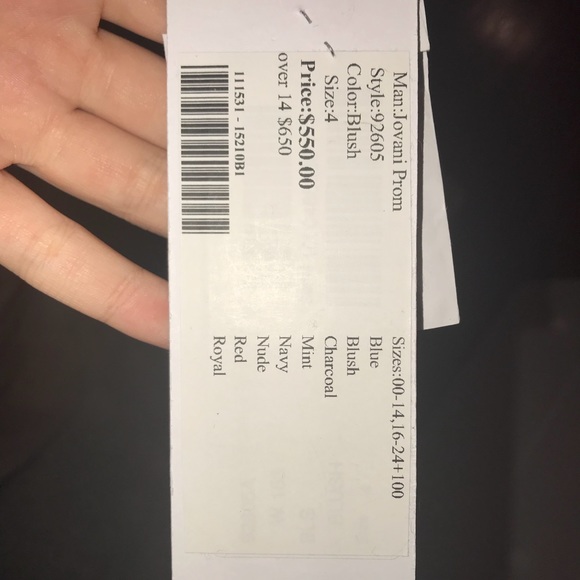 Man:Jovani Prom
Style:92605
Color:Blush
Size:4
Price:$550.00
over 14 $650
111531 - 15210B1
Sizes:00-14,16-24+100
Blue
Blush
Charcoal
Mint
Navy
Nude
Red
Royal